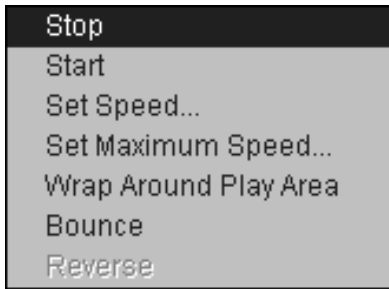 Stop
Start
Set Speed...
Set Maximum Speed...
Wrap Around Play Area
Bounce
Reverse